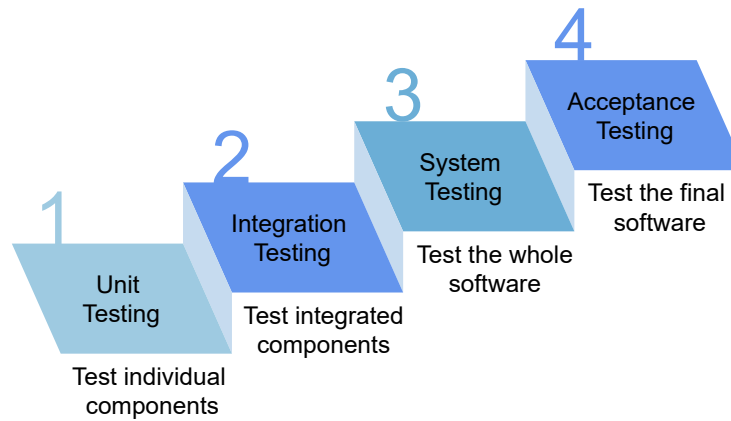 1
Unit
Testing
Test individual
components
2
Integration
Testing
Test integrated
components
3
System
Testing
Test the whole
software
4
Acceptance
Testing
Test the final
software